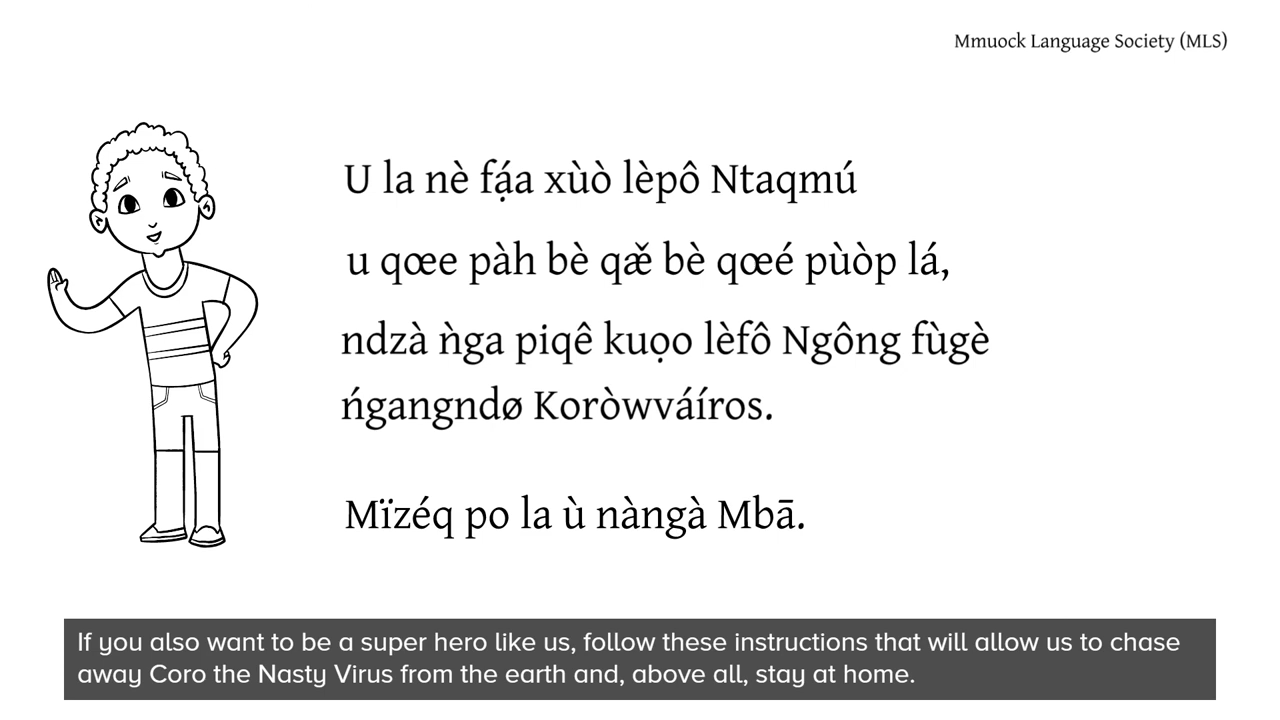 Mmuock Language Society (MLS)
U la nè fạ́a xùò lèpô Ntaqmú
u qœe pàh bè qæ̌ bè qœé pùòp lá,
ndzà ǹga piqê kuọo lèfô Ngông fùgè
ńgangndø Koròwváíros.
Mïzéq po la ù nàngà Mbā.
If you also want to be a super hero like us, follow these instructions that will allow us to chase
away Coro the Nasty Virus from the earth and, above all, stay at home.